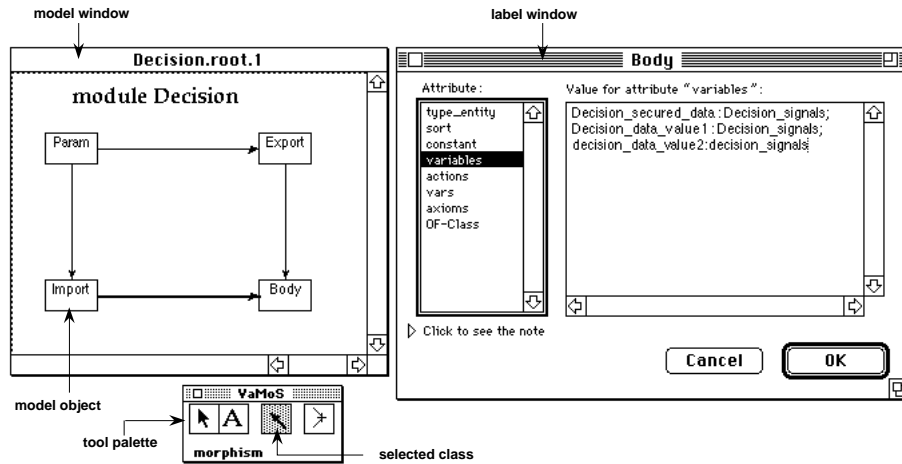 model window
label window
Decision.root.1
module Decision
Param
Export
Import
Body
Body
Attribute:
type_entity
sort
constant
variables
actions
vars
axioms
OF-Class
Click to see the note
Value for attribute "variables":
Decision_secured_data:Decision_signals;
Decision_data_value1:Decision_signals;
decision_data_value2:decision_signals
Cancel
OK
model object
tool palette
VaMoS
A
morphism
selected class